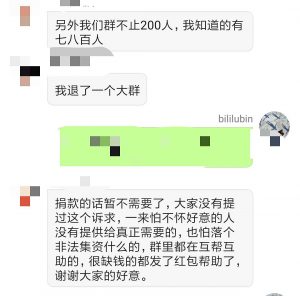 另外我们群不止200人，我知道的有
七八百人
我退了一个大群
bililubin
捐款的话暂不需要了，大家没有提
过这个诉求，一来怕不怀好意的人
没有提供给真正需要的，也怕落个
非法集资什么的，群里都在互帮互
助的，很缺钱的都发了红包帮助了，
谢谢大家的好意。